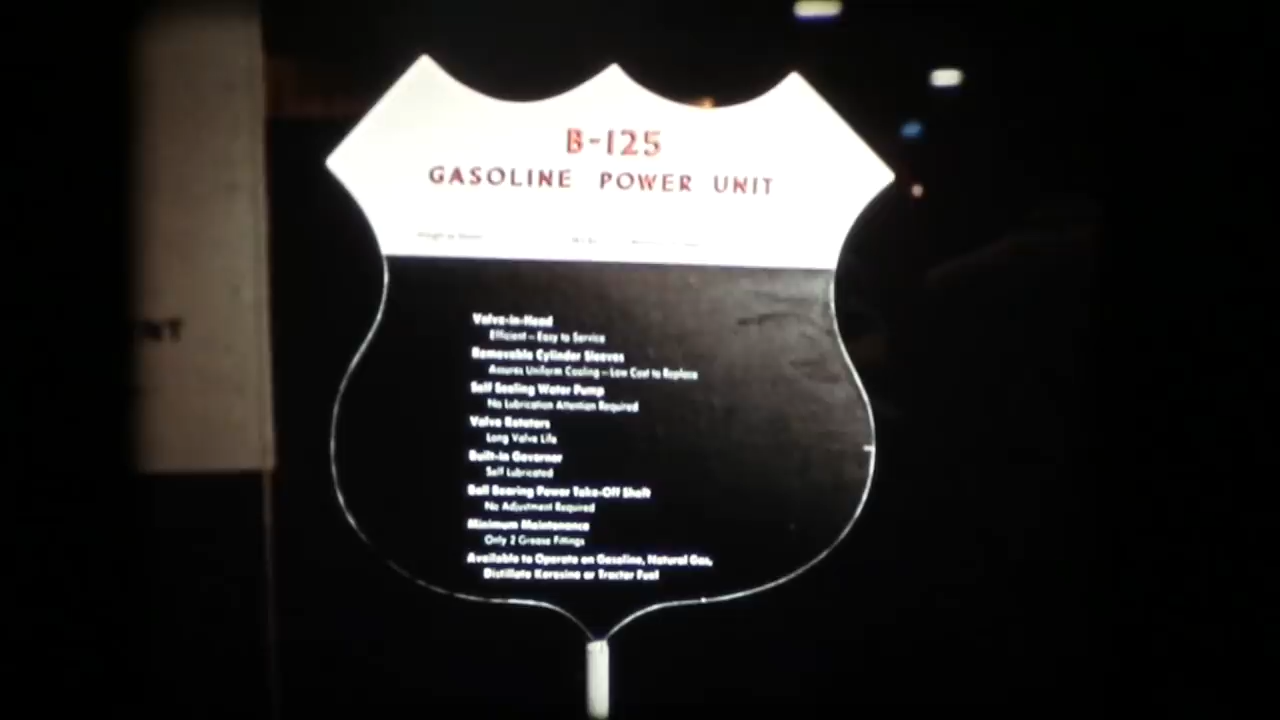 B-125
GASOLINE POWER UNIT
Valve-in-Head
Efficient – Easy to Service
Removable Cylinder Sleeves
Assures Uniform Cooling – Low Cost to Replace
Self Sealing Water Pump
No Lubrication Attention Required
Valve Rotators
Long Valve Life
Built-in Governor
Self Lubricated
Ball Bearing Power Take-Off Shaft
No Adjustment Required
Minimum Maintenance
Only 2 Grease Fittings
Available to Operate on Gasoline, Natural Gas,
Distillate Kerosine or Tractor Fuel